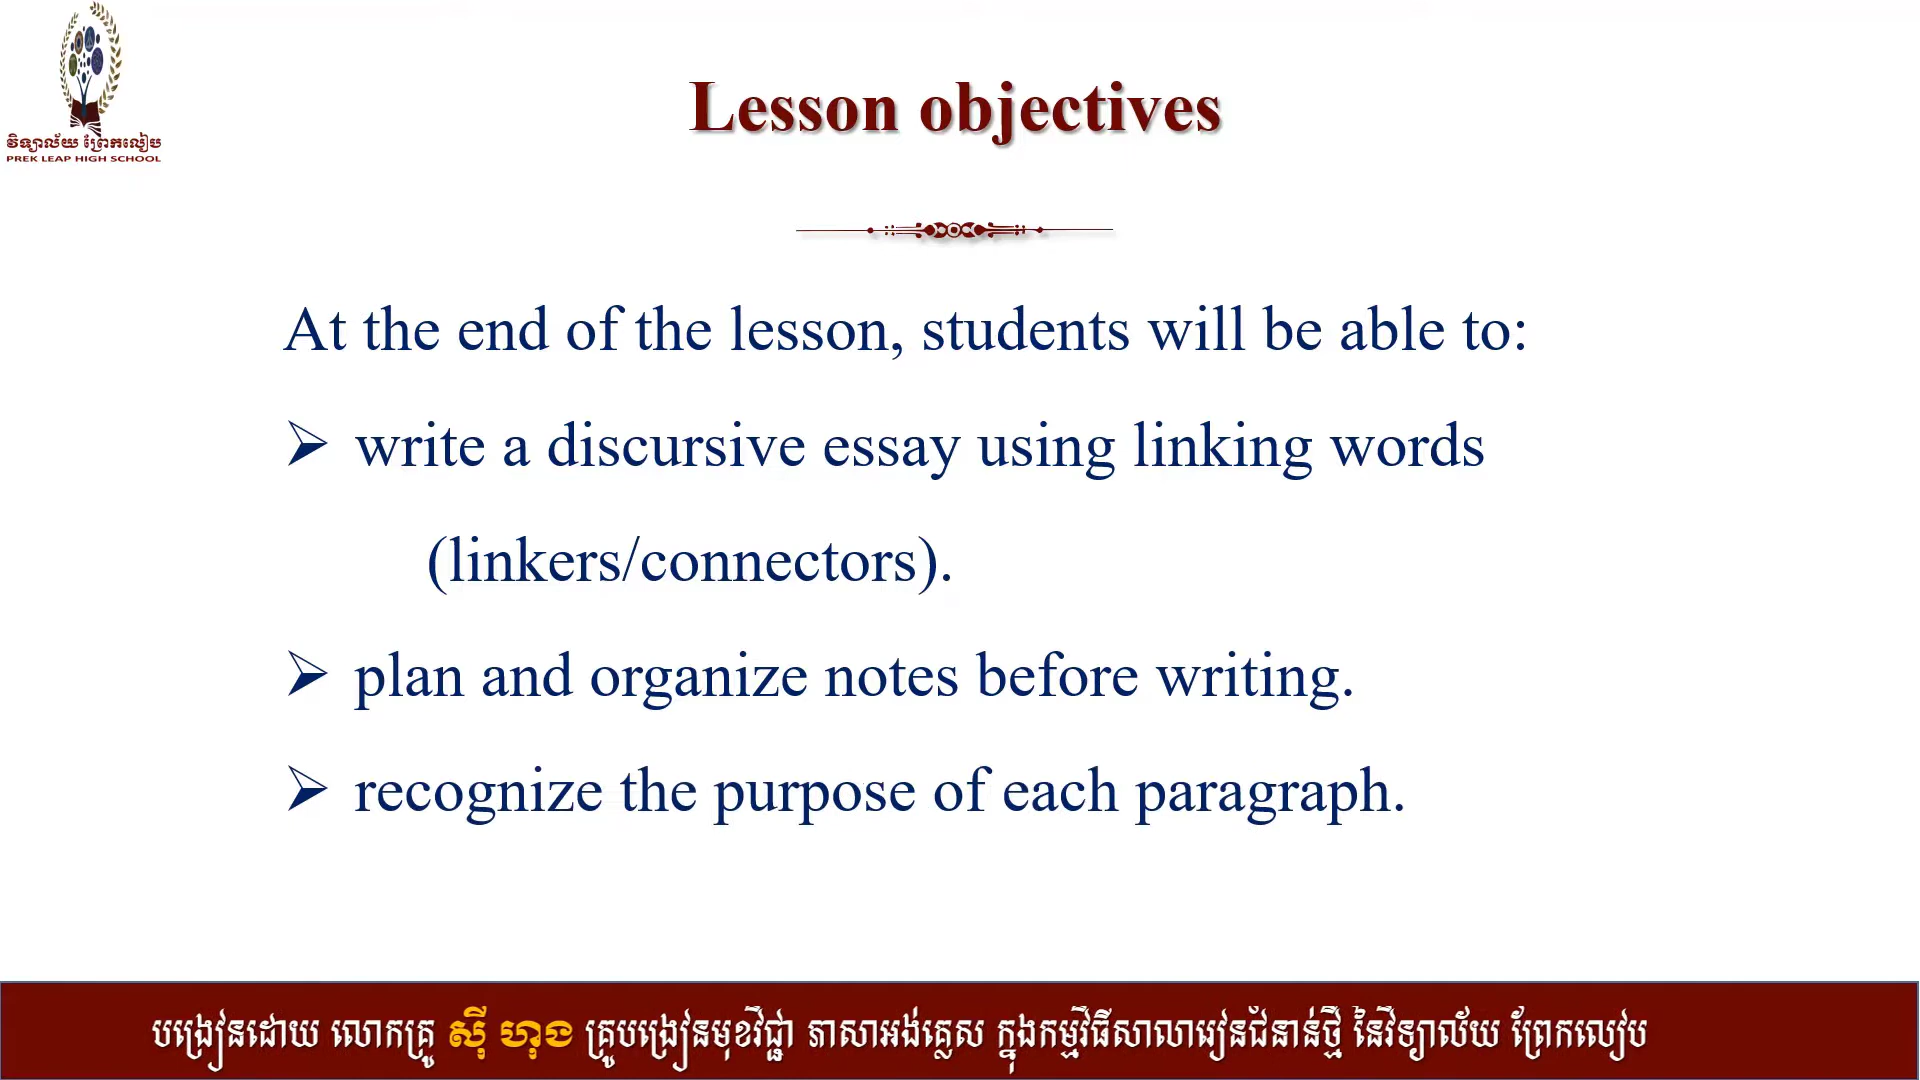 វិទ្យាល័យ ព្រែកលៀប
PREK LEAP HIGH SCHOOL
Lesson objectives
At the end of the lesson, students will be able to:
➢ write a discursive essay using linking words
(linkers/connectors).
➢ plan and organize notes before writing.
➢ recognize the purpose of each paragraph.
បង្រៀនដោយ លោកគ្រូ ស៊ី ហុង គ្រូបង្រៀនមុខវិជ្ជា ភាសាអង់គ្លេស ក្នុងកម្មវិធីសាលារៀនជំនាន់ថ្មី នៃវិទ្យាល័យ ព្រែកលៀប